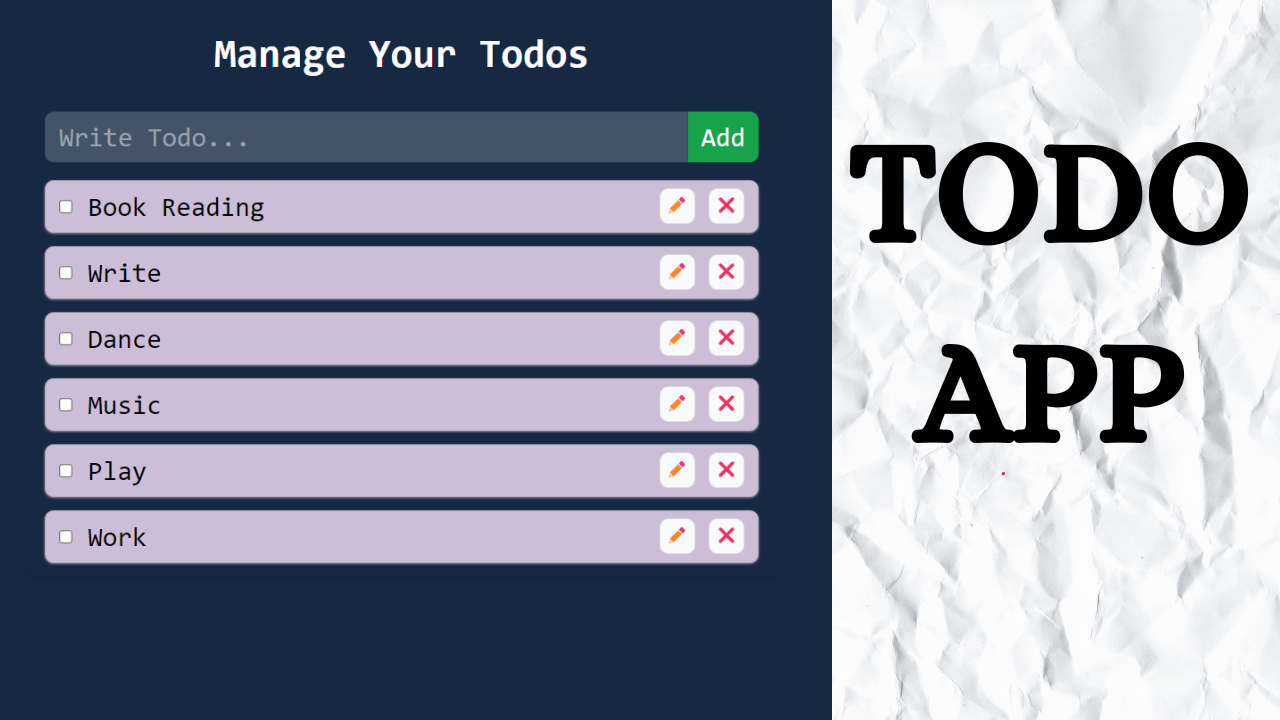 Manage Your Todos
Write Todo...
Add
Book Reading
Write
Dance
Music
Play
Work
TODO
APP